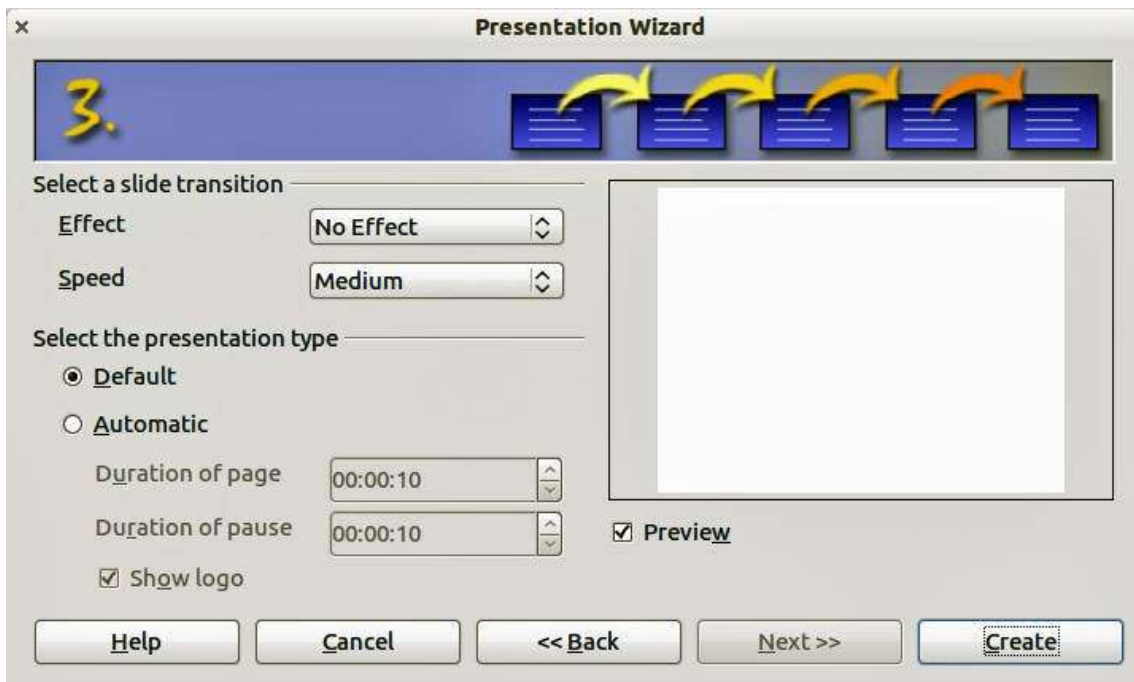 Presentation Wizard
3.
Select a slide transition
Effect No Effect
Speed Medium
Select the presentation type
Default
Automatic
Duration of page 00:00:10
Duration of pause 00:00:10
Show logo
Preview
Help Cancel << Back Next >> Create